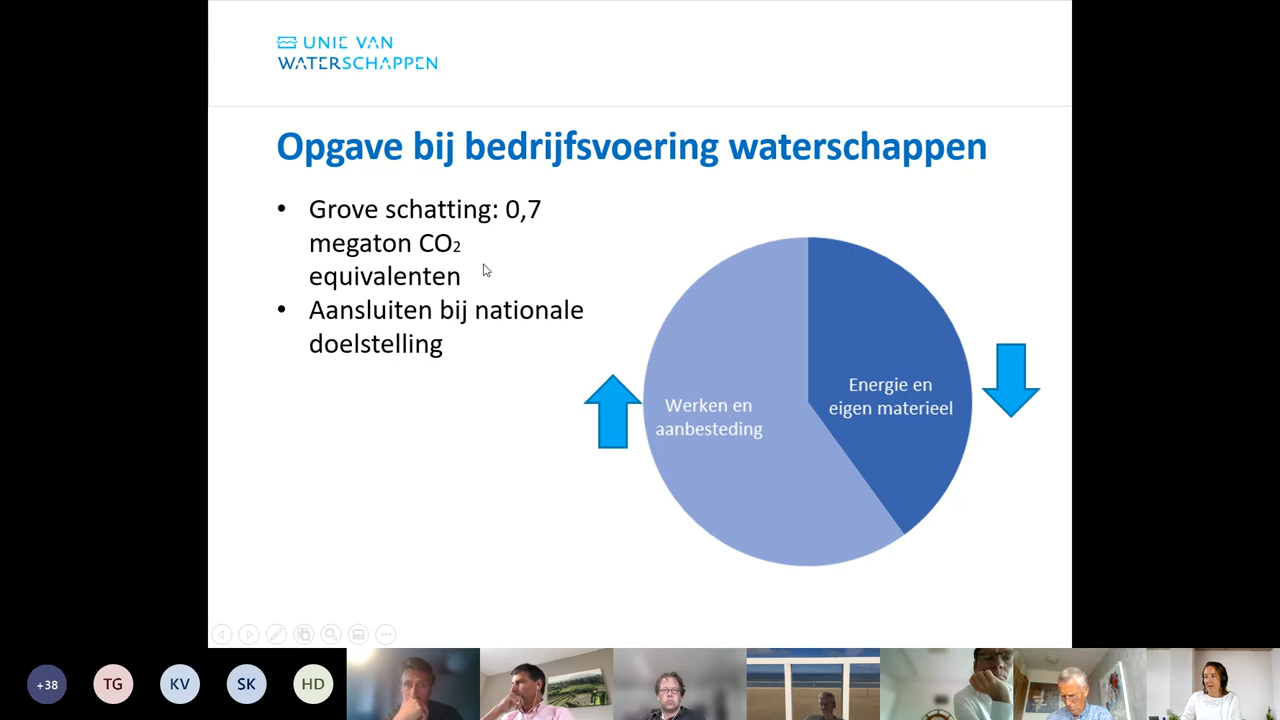 UNIE VAN
WATERSCHAPPEN
Opgave bij bedrijfsvoering waterschappen
• Grove schatting: 0,7
megaton CO₂
equivalenten
• Aansluiten bij nationale
doelstelling
Werken en
aanbesteding
Energie en
eigen materieel
+38
TG
KV
SK
HD